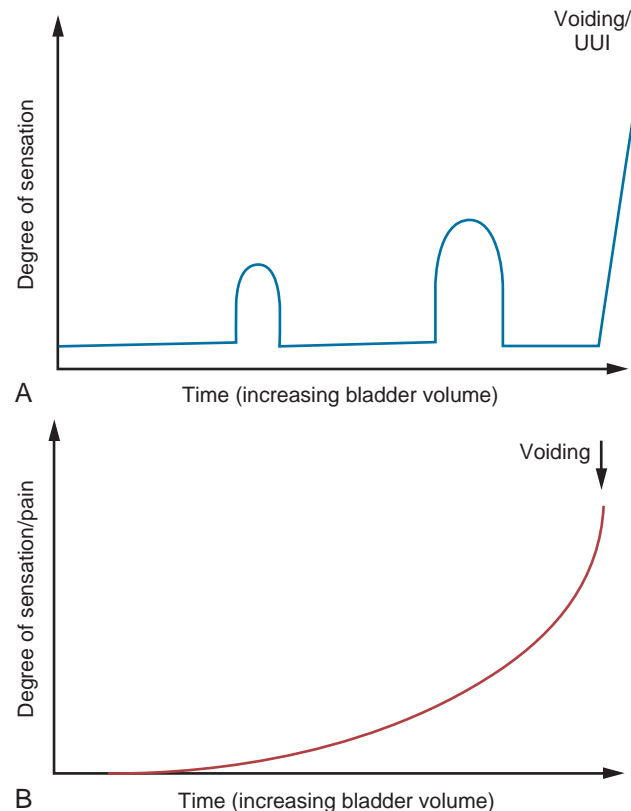 Voiding/
UUI
Degree of sensation
A
Time (increasing bladder volume)
Voiding
Degree of sensation/pain
B
Time (increasing bladder volume)